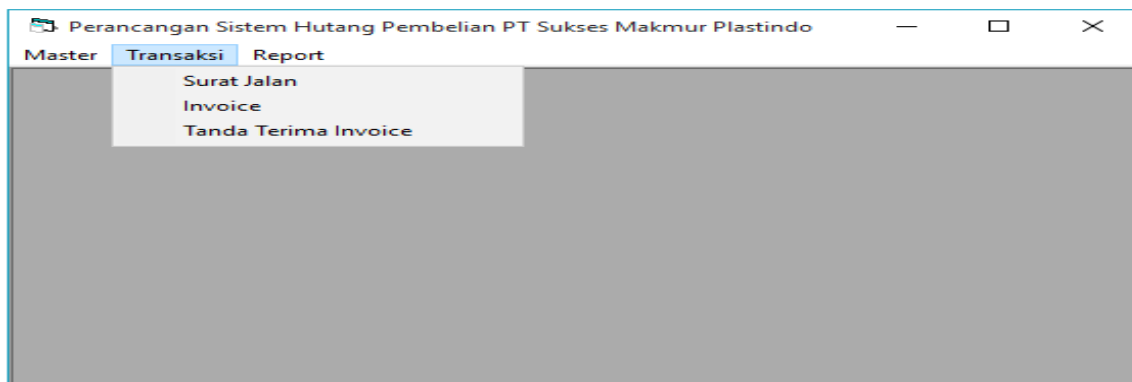 Perancangan Sistem Hutang Pembelian PT Sukses Makmur Plastindo
Master Transaksi Report
Surat Jalan
Invoice
Tanda Terima Invoice